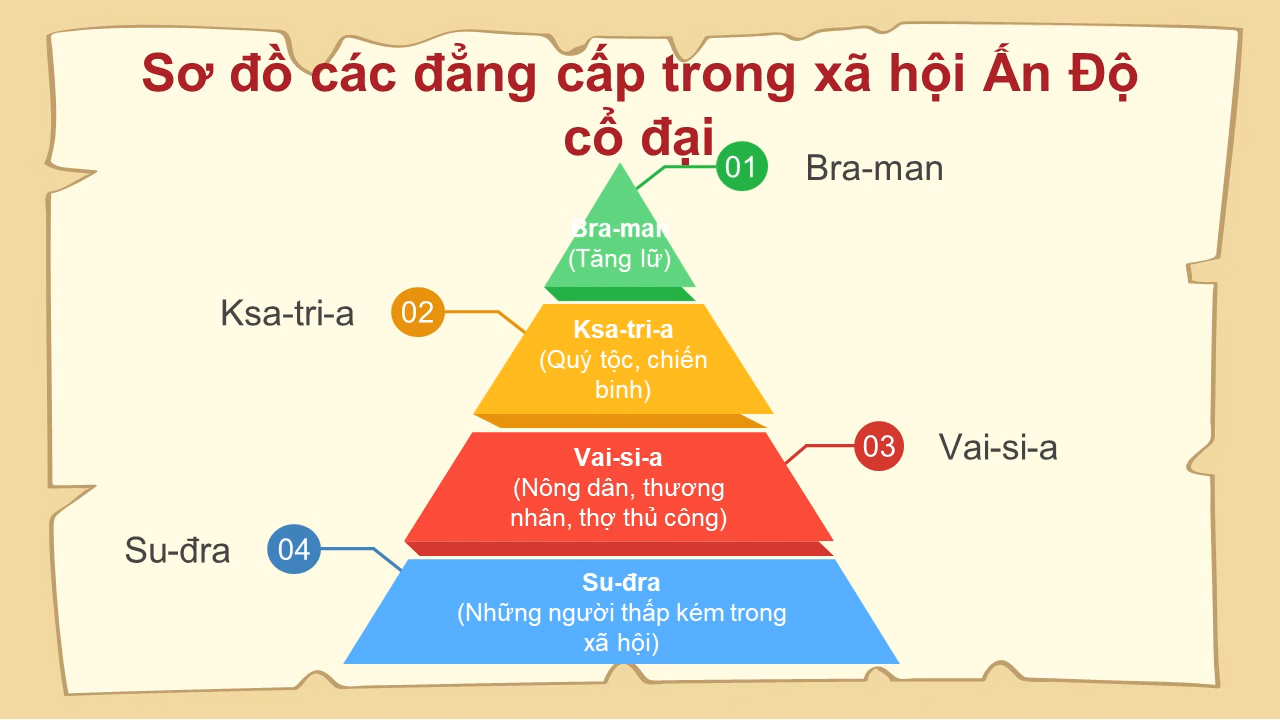 Sơ đồ các đẳng cấp trong xã hội Ấn Độ
cổ đại
01
Bra-man
Bra-man
(Tăng lữ)
Ksa-tri-a
02
Ksa-tri-a
(Quý tộc, chiến
binh)
03
Vai-si-a
Vai-si-a
(Nông dân, thương
nhân, thợ thủ công)
Su-đra
04
Su-đra
(Những người thấp kém trong
xã hội)